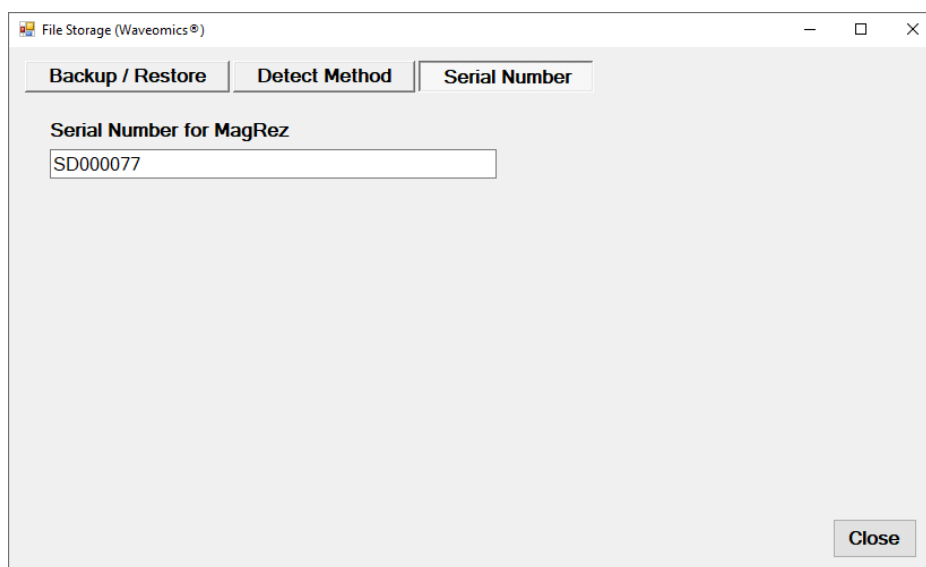 File Storage (Waveomics®)
Backup / Restore Detect Method Serial Number
Serial Number for MagRez
SD000077
Close